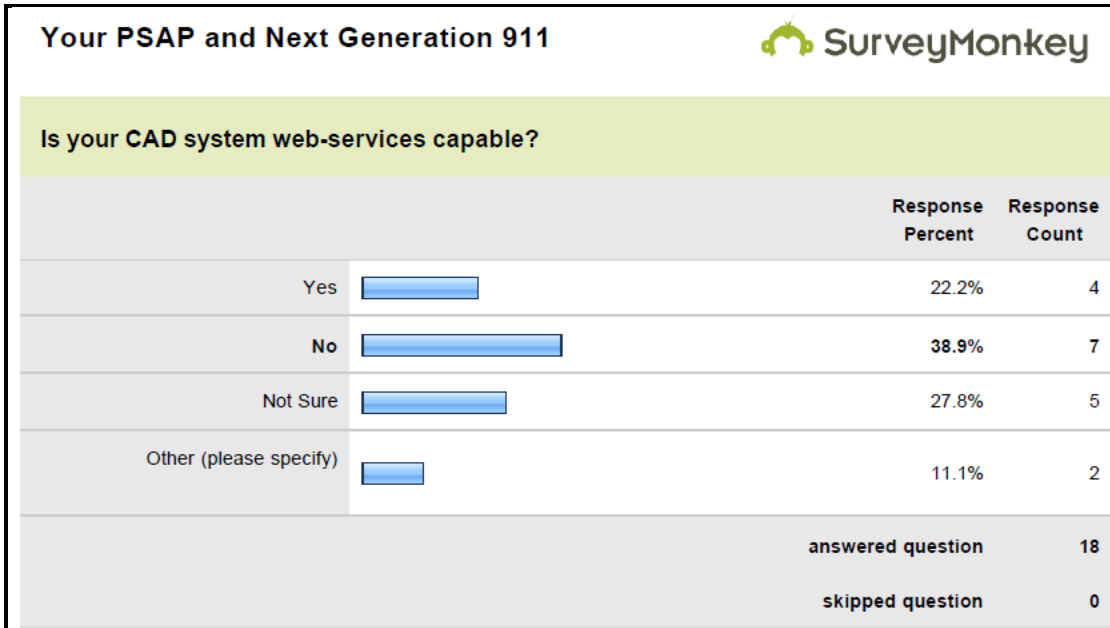 Your PSAP and Next Generation 911
SurveyMonkey
Is your CAD system web-services capable?
Response Percent Response Count
Yes 22.2% 4
No 38.9% 7
Not Sure 27.8% 5
Other (please specify) 11.1% 2
answered question 18
skipped question 0